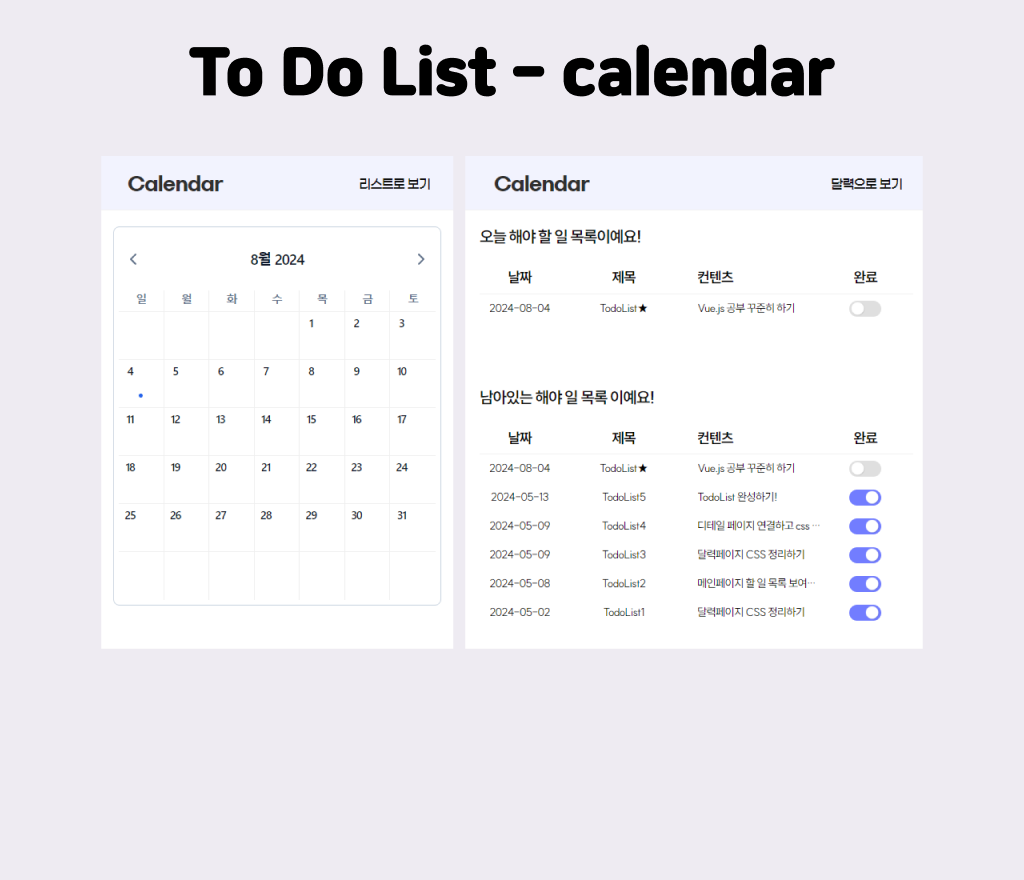 To Do List - calendar
Calendar 리스트로 보기
8월 2024
일 월 화 수 목 금 토
1 2 3
4 5 6 7 8 9 10
11 12 13 14 15 16 17
18 19 20 21 22 23 24
25 26 27 28 29 30 31
Calendar 달력으로 보기
오늘 해야 할 일 목록이예요!
날짜 제목 컨텐츠 완료
2024-08-04 TodoList★ Vue.js 공부 꾸준히 하기
남아있는 해야 일 목록 이예요!
날짜 제목 컨텐츠 완료
2024-08-04 TodoList★ Vue.js 공부 꾸준히 하기
2024-05-13 TodoList5 TodoList 완성하기!
2024-05-09 TodoList4 디테일 페이지 연결하고 css …
2024-05-09 TodoList3 달력페이지 CSS 정리하기
2024-05-08 TodoList2 메인페이지 할 일 목록 보여…
2024-05-02 TodoList1 달력페이지 CSS 정리하기